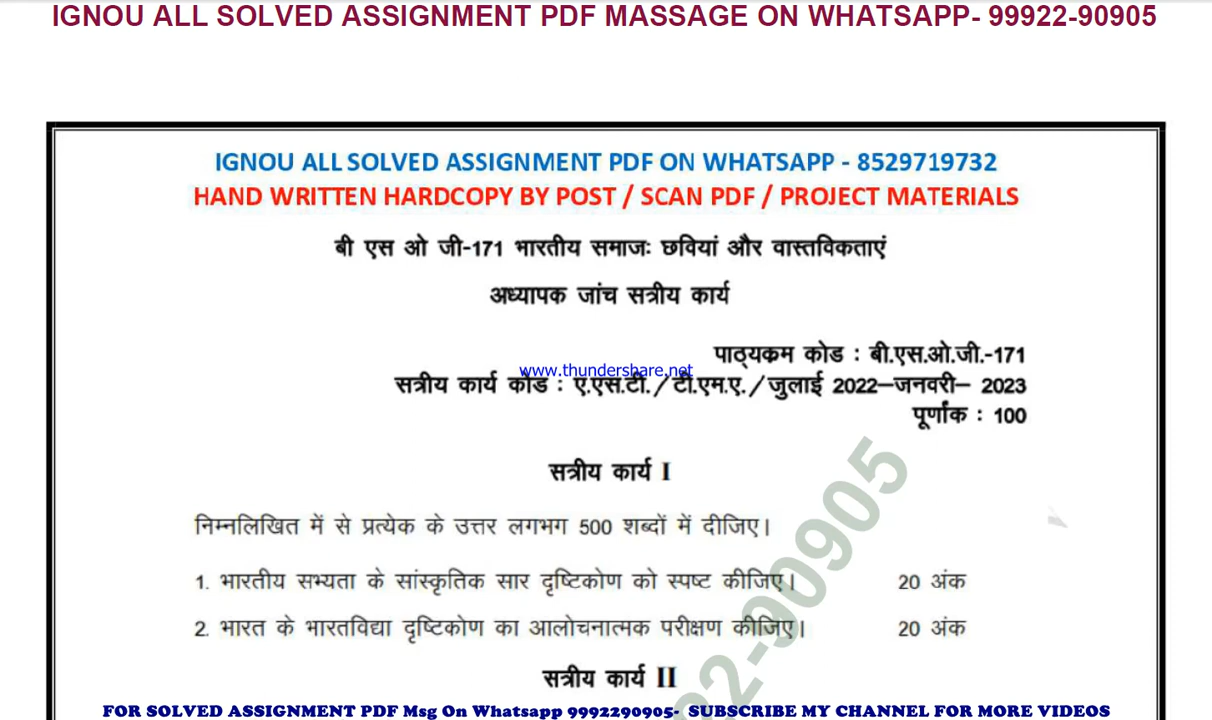 IGNOU ALL SOLVED ASSIGNMENT PDF MASSAGE ON WHATSAPP- 99922-90905
IGNOU ALL SOLVED ASSIGNMENT PDF ON WHATSAPP - 8529719732
HAND WRITTEN HARDCOPY BY POST / SCAN PDF / PROJECT MATERIALS
बी एस ओ जी-171 भारतीय समाजः छवियां और वास्तविकताएं
अध्यापक जांच सत्रीय कार्य
पाठ्यक्रम कोड : बी.एस.ओ.जी.-171
www.thundershare.net
सत्रीय कार्य कोड : ए.एस.टी./टी.एम.ए./जुलाई 2022–जनवरी– 2023
पूर्णांक : 100
सत्रीय कार्य I
निम्नलिखित में से प्रत्येक के उत्तर लगभग 500 शब्दों में दीजिए।
1. भारतीय सभ्यता के सांस्कृतिक सार दृष्टिकोण को स्पष्ट कीजिए। 20 अंक
2. भारत के भारतविद्या दृष्टिकोण का आलोचनात्मक परीक्षण कीजिए। 20 अंक
सत्रीय कार्य II
22-90905
FOR SOLVED ASSIGNMENT PDF Msg On Whatsapp 9992290905- SUBSCRIBE MY CHANNEL FOR MORE VIDEOS